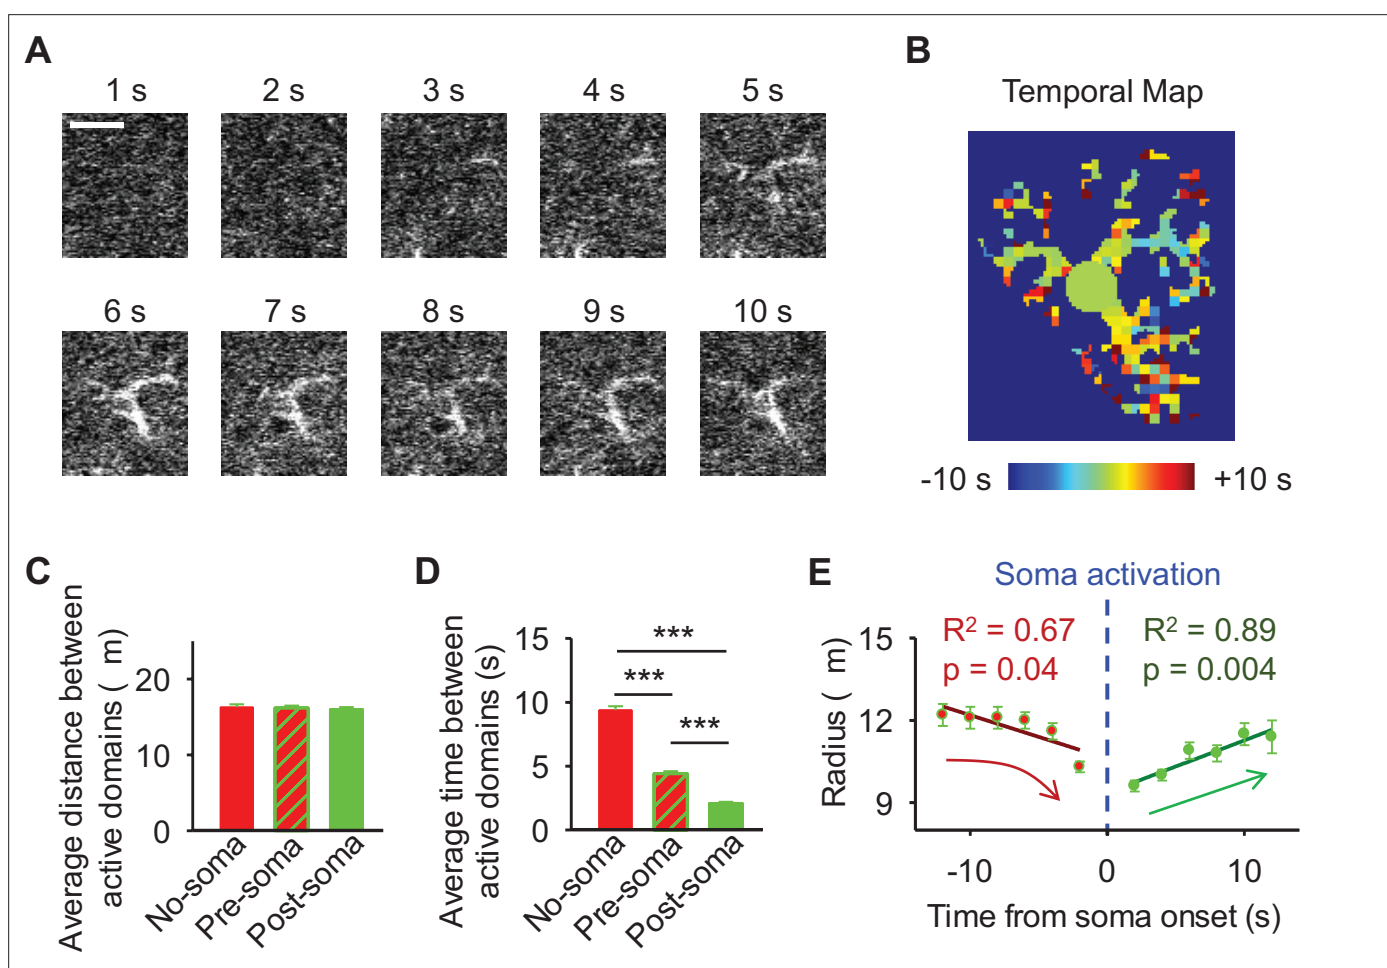 A
1 s 2 s 3 s 4 s 5 s
6 s 7 s 8 s 9 s 10 s
B
Temporal Map
-10 s +10 s
C
Average distance between
active domains ( m)
20
10
0
No-soma
Pre-soma
Post-soma
D
Average time between
active domains (s)
15
10
5
0
***
***
***
No-soma
Pre-soma
Post-soma
E
Soma activation
R² = 0.67
p = 0.04
R² = 0.89
p = 0.004
Radius ( m)
15
12
9
-10 0 10
Time from soma onset (s)